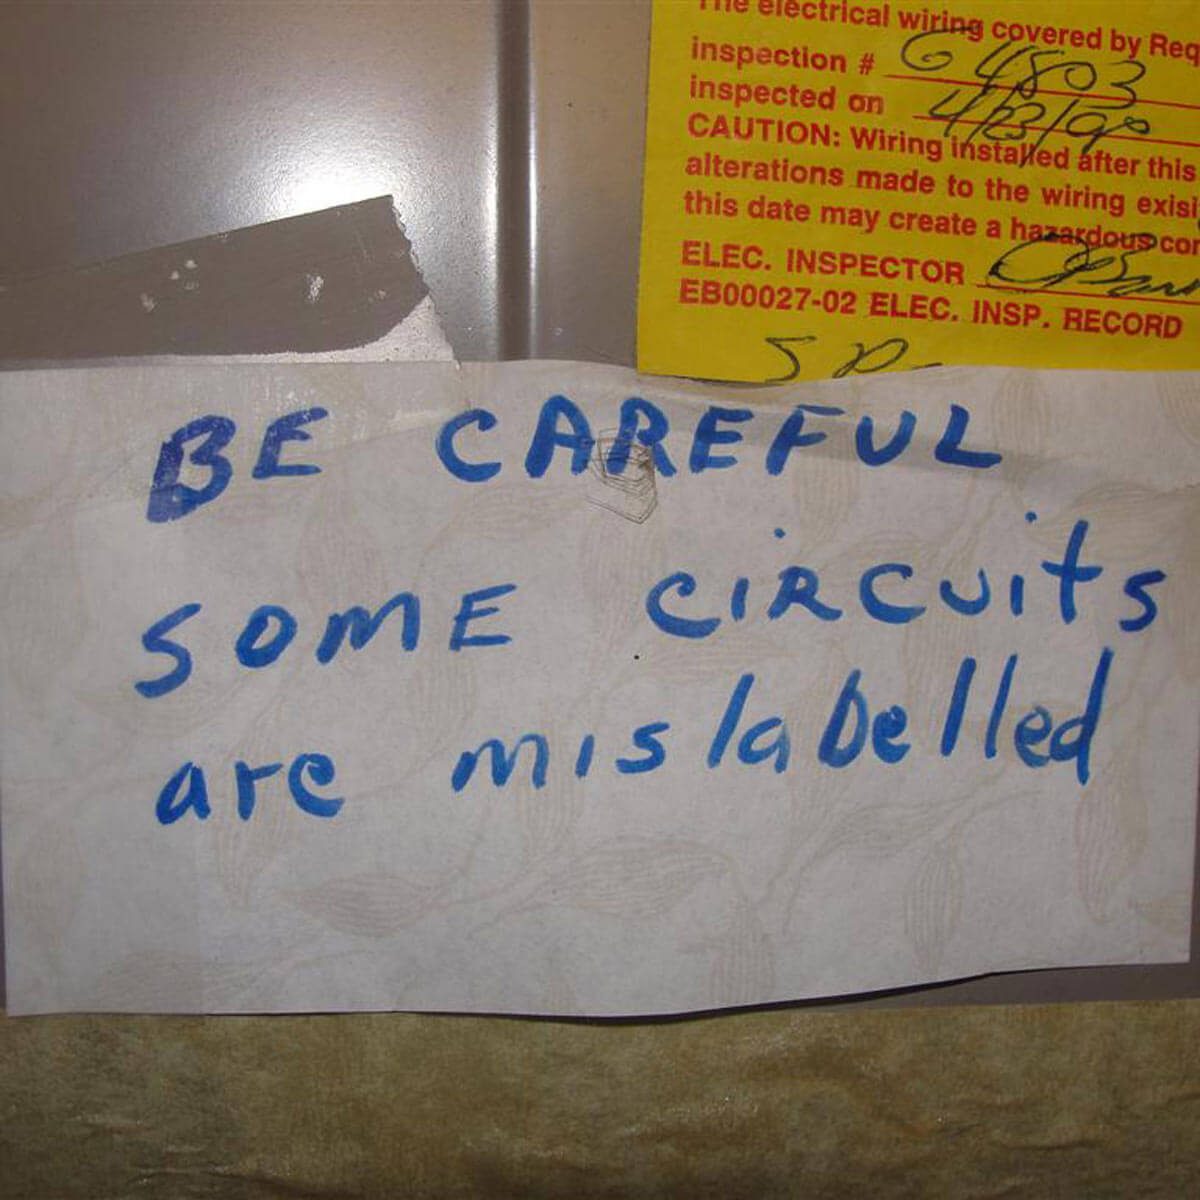 The electrical wiring covered by Req
inspection # G 4803
inspected on 4/23/90
CAUTION: Wiring installed after this
alterations made to the wiring exisi
this date may create a hazardous con
ELEC. INSPECTOR
EB00027-02 ELEC. INSP. RECORD
BE CAREFUL
SOME CIRCUITS
are mislabelled